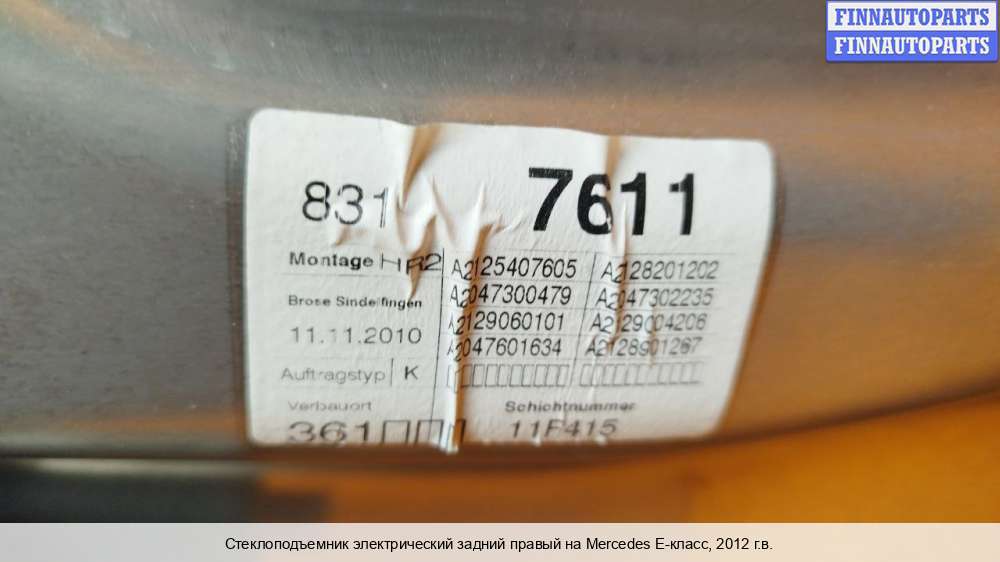 FINNAUTOPARTS
FINNAUTOPARTS
831 7611
Montage HR2 A2125407605 A2128201202
Brose Sindelfingen A2047300479 A2047302235
11.11.2010 A2129060101 A2129004206
A2047601634 A2128901267
Auftragstyp K
Verbauort Schichtnummer
361 11F415
Стеклоподъемник электрический задний правый на Mercedes E-класс, 2012 г.в.